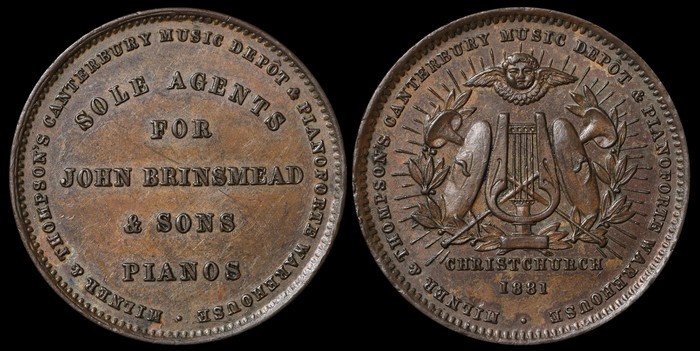 MILNER & THOMPSON'S CANTERBURY MUSIC DEPÔT & PIANOFORTE WAREHOUSE .
SOLE AGENTS
FOR
JOHN BRINSMEAD
& SONS
PIANOS
MILNER & THOMPSON'S CANTERBURY MUSIC DEPÔT & PIANOFORTE WAREHOUSE .
CHRISTCHURCH
1881